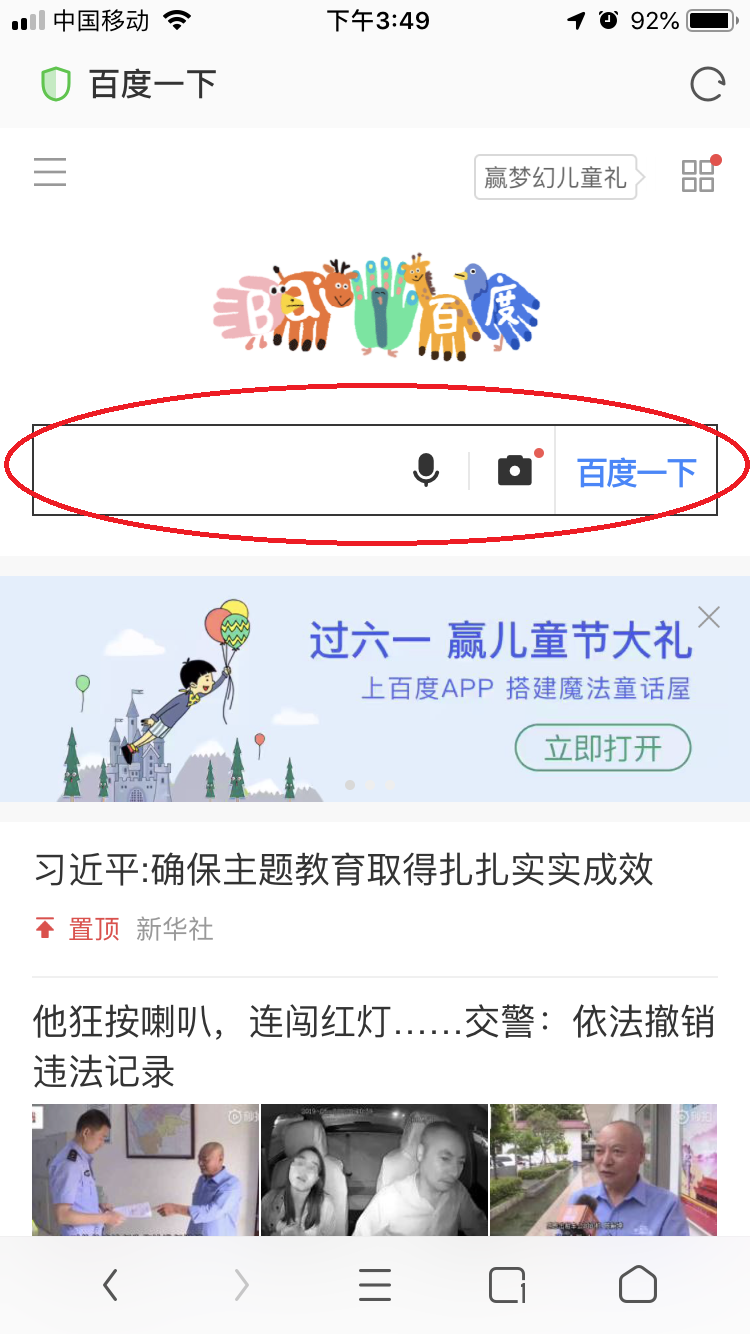 中国移动
下午3:49
92%
百度一下
赢梦幻儿童礼
Bai 百度
百度一下
过六一 赢儿童节大礼
上百度APP 搭建魔法童话屋
立即打开
习近平:确保主题教育取得扎扎实实成效
置顶 新华社
他狂按喇叭，连闯红灯……交警：依法撤销
违法记录
1